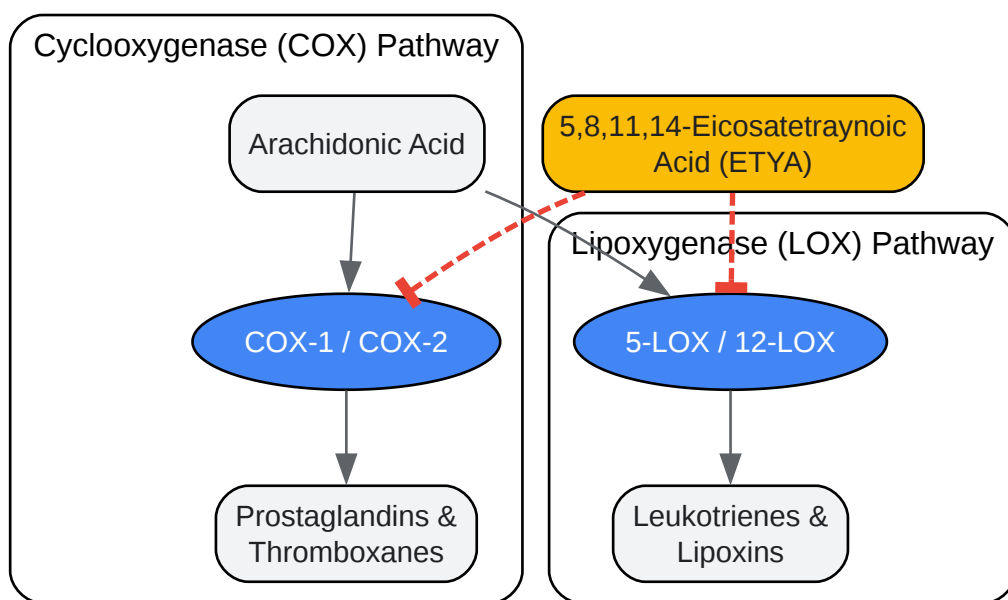 Cyclooxygenase (COX) Pathway
Arachidonic Acid
5,8,11,14-Eicosatetraynoic
Acid (ETYA)
Lipoxygenase (LOX) Pathway
COX-1 / COX-2
5-LOX / 12-LOX
Prostaglandins &
Thromboxanes
Leukotrienes &
Lipoxins